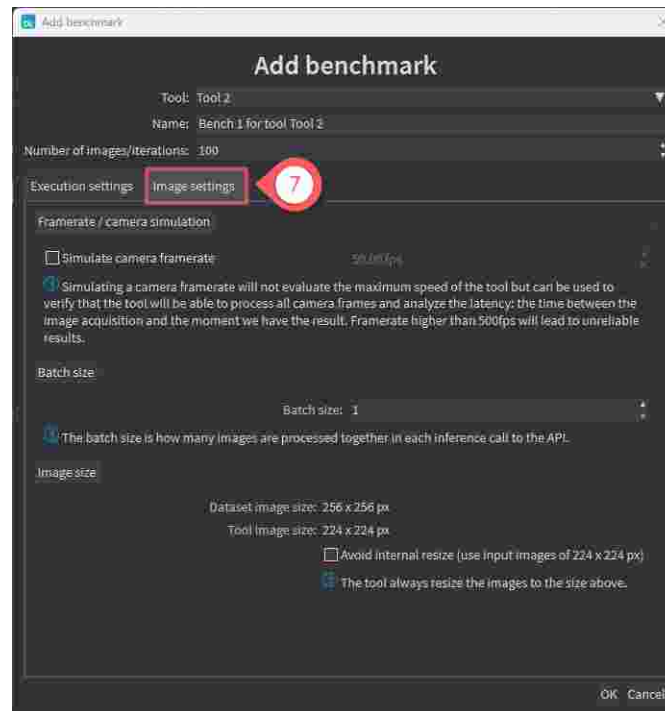 Add benchmark
Add benchmark
Tool: Tool 2
Name: Bench 1 for tool Tool 2
Number of images/iterations: 100
Execution settings Image settings 7
Framerate / camera simulation
Simulate camera framerate 50.00 fps
Simulating a camera framerate will not evaluate the maximum speed of the tool but can be used to
verify that the tool will be able to process all camera frames and analyze the latency: the time between the
image acquisition and the moment we have the result. Framerate higher than 500fps will lead to unreliable
results.
Batch size
Batch size: 1
The batch size is how many images are processed together in each inference call to the API.
Image size
Dataset image size: 256 x 256 px
Tool image size: 224 x 224 px
Avoid internal resize (use input images of 224 x 224 px)
The tool always resize the images to the size above.
OK Cancel